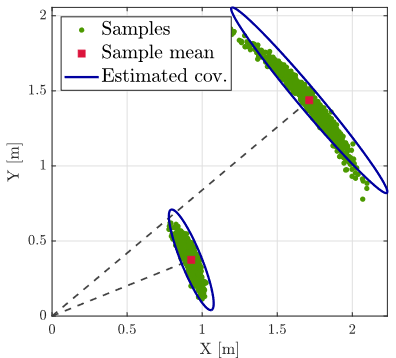 Samples
Sample mean
Estimated cov.
2
1.5
1
0.5
0
Y [m]
0 0.5 1 1.5 2
X [m]